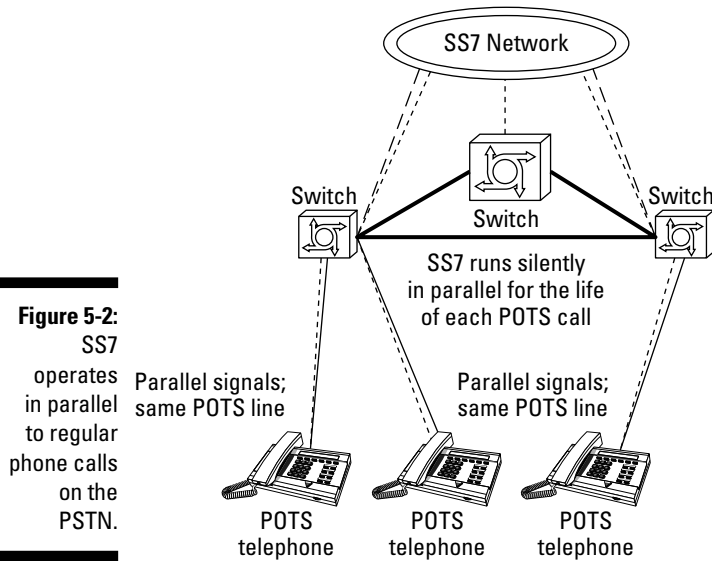 SS7 Network
Switch
Switch
Switch
SS7 runs silently
in parallel for the life
of each POTS call
Figure 5-2:
SS7
operates
in parallel
to regular
phone calls
on the
PSTN.
Parallel signals;
same POTS line
Parallel signals;
same POTS line
POTS
telephone
POTS
telephone
POTS
telephone